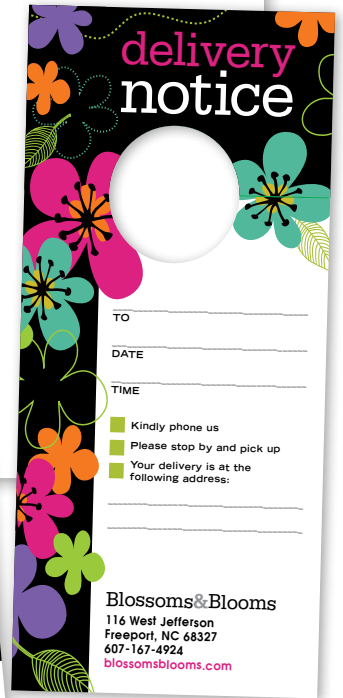 delivery
notice
TO
DATE
TIME
Kindly phone us
Please stop by and pick up
Your delivery is at the
following address:
Blossoms&Blooms
116 West Jefferson
Freeport, NC 68327
607-167-4924
blossomsblooms.com